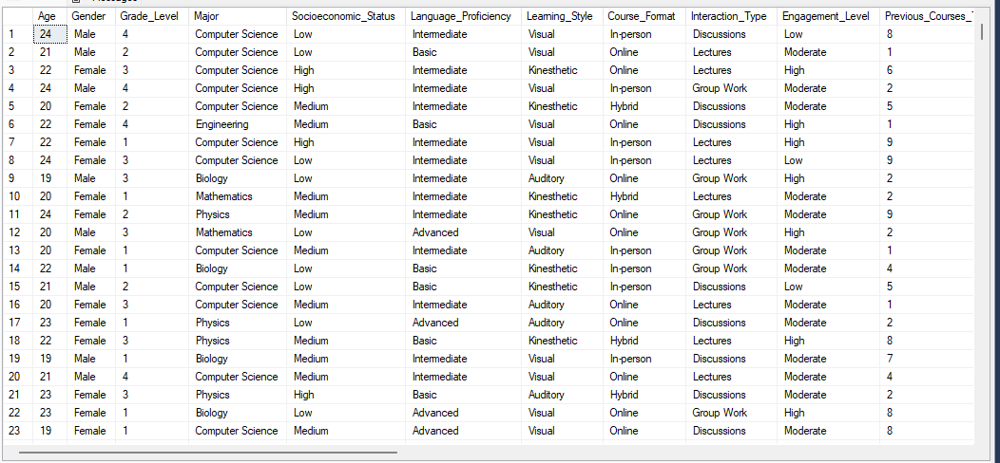 Age Gender Grade_Level Major Socioeconomic_Status Language_Proficiency Learning_Style Course_Format Interaction_Type Engagement_Level Previous_Courses_
1 24 Male 4 Computer Science Low Intermediate Visual In-person Discussions Low 8
2 21 Male 2 Computer Science Low Basic Visual Online Lectures Moderate 1
3 22 Female 3 Computer Science High Intermediate Kinesthetic Online Lectures High 6
4 24 Male 4 Computer Science High Intermediate Visual In-person Group Work Moderate 2
5 20 Female 2 Computer Science Medium Intermediate Kinesthetic Hybrid Discussions Moderate 5
6 22 Female 4 Engineering Medium Basic Visual Online Discussions High 1
7 22 Female 1 Computer Science High Intermediate Visual In-person Lectures High 9
8 24 Female 3 Computer Science Low Intermediate Visual In-person Lectures Low 9
9 19 Male 3 Biology Low Intermediate Auditory Online Group Work High 2
10 20 Female 1 Mathematics Medium Intermediate Kinesthetic Hybrid Lectures Moderate 2
11 24 Female 2 Physics Medium Intermediate Kinesthetic Online Group Work Moderate 9
12 20 Male 3 Mathematics Low Advanced Visual Online Group Work High 2
13 20 Female 1 Computer Science Medium Intermediate Auditory In-person Group Work Moderate 1
14 22 Male 1 Biology Low Basic Kinesthetic In-person Group Work Moderate 4
15 21 Male 2 Computer Science Low Basic Kinesthetic In-person Discussions Low 5
16 20 Female 3 Computer Science Medium Intermediate Auditory Online Lectures Moderate 1
17 23 Female 1 Physics Low Advanced Auditory Online Discussions Moderate 2
18 22 Female 3 Physics Medium Basic Kinesthetic Hybrid Lectures High 8
19 19 Male 1 Biology Medium Intermediate Visual In-person Discussions Moderate 7
20 21 Male 4 Computer Science Medium Intermediate Visual Online Lectures Moderate 4
21 23 Female 3 Physics High Basic Auditory Hybrid Discussions Moderate 2
22 23 Female 1 Biology Low Advanced Visual Online Group Work High 8
23 19 Female 1 Computer Science Medium Advanced Visual Online Discussions Moderate 8